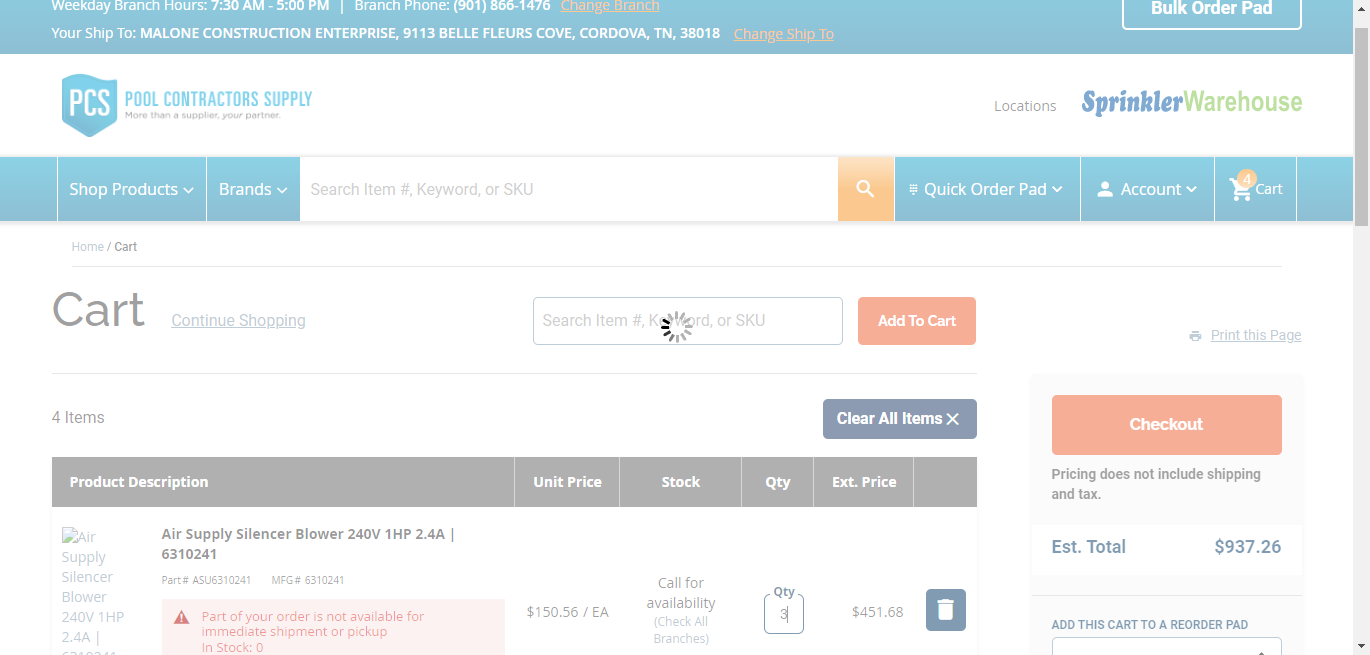 Weekday Branch Hours: 7:30 AM - 5:00 PM | Branch Phone: (901) 866-1476 Change Branch
Bulk Order Pad
Your Ship To: MALONE CONSTRUCTION ENTERPRISE, 9113 BELLE FLEURS COVE, CORDOVA, TN, 38018 Change Ship To
PCS POOL CONTRACTORS SUPPLY
More than a supplier, your partner.
Locations
SprinklerWarehouse
Shop Products
Brands
Search Item #, Keyword, or SKU
Quick Order Pad
Account
4
Cart
Home / Cart
Cart
Continue Shopping
Search Item #, Keyword, or SKU
Add To Cart
Print this Page
4 Items
Clear All Items
Checkout
Pricing does not include shipping
and tax.
Est. Total $937.26
ADD THIS CART TO A REORDER PAD
Product Description Unit Price Stock Qty Ext. Price
Air
Supply
Silencer
Blower
240V 1HP
2.4A |
6310241
Air Supply Silencer Blower 240V 1HP 2.4A |
6310241
Part# ASU6310241 MFG# 6310241
Part of your order is not available for
immediate shipment or pickup
In Stock: 0
$150.56 / EA
Call for
availability
(Check All
Branches)
Qty
3
$451.68